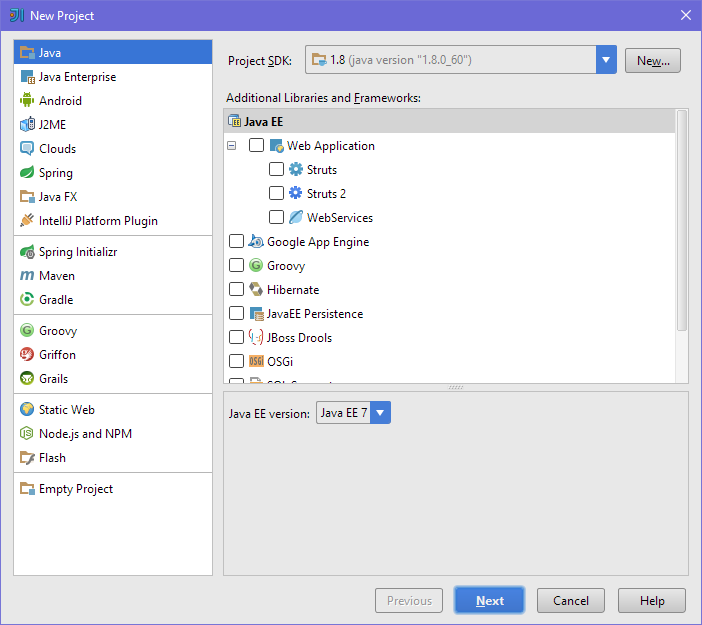 New Project
Java
Java Enterprise
Android
J2ME
Clouds
Spring
Java FX
IntelliJ Platform Plugin
Spring Initializr
Maven
Gradle
Groovy
Griffon
Grails
Static Web
Node.js and NPM
Flash
Empty Project
Project SDK: 1.8 (java version "1.8.0_60") New...
Additional Libraries and Frameworks:
Java EE
Web Application
Struts
Struts 2
WebServices
Google App Engine
Groovy
Hibernate
JavaEE Persistence
JBoss Drools
OSGi
Java EE version: Java EE 7
Previous Next Cancel Help